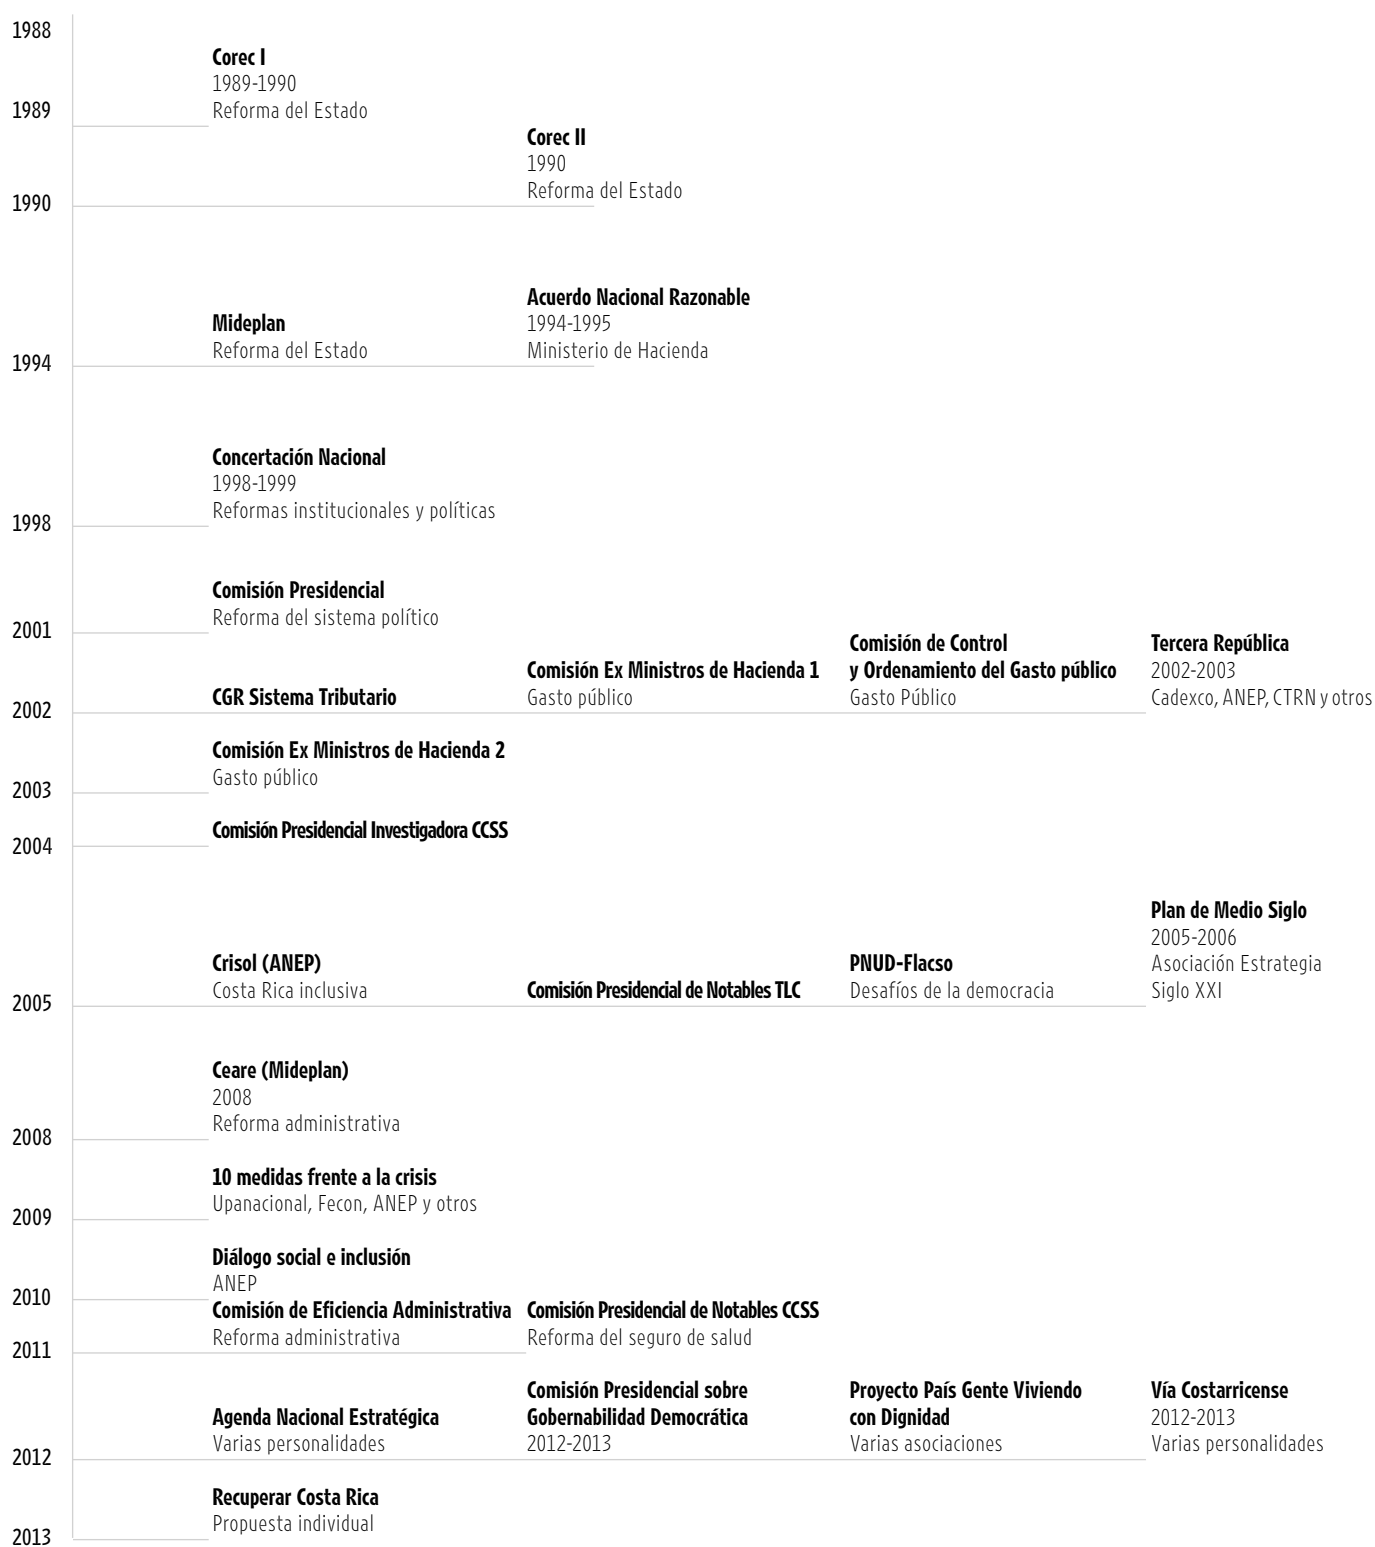 1988
Corec I
1989-1990
1989
Reforma del Estado
Corec II
1990
Reforma del Estado
1990
Acuerdo Nacional Razonable
1994-1995
Ministerio de Hacienda
Mideplan
Reforma del Estado
1994
Concertación Nacional
1998-1999
Reformas institucionales y políticas
1998
Comisión Presidencial
Reforma del sistema político
2001
CGR Sistema Tributario
Comisión Ex Ministros de Hacienda 1
Gasto público
Comisión de Control
y Ordenamiento del Gasto público
Gasto Público
Tercera República
2002-2003
Cadexco, ANEP, CTRN y otros
2002
Comisión Ex Ministros de Hacienda 2
Gasto público
2003
Comisión Presidencial Investigadora CCSS
2004
Crisol (ANEP)
Costa Rica inclusiva
Comisión Presidencial de Notables TLC
PNUD-Flacso
Desafíos de la democracia
Plan de Medio Siglo
2005-2006
Asociación Estrategia
Siglo XXI
2005
Ceare (Mideplan)
2008
Reforma administrativa
2008
10 medidas frente a la crisis
Upanacional, Fecon, ANEP y otros
2009
Diálogo social e inclusión
ANEP
2010
Comisión de Eficiencia Administrativa
Reforma administrativa
Comisión Presidencial de Notables CCSS
Reforma del seguro de salud
2011
Agenda Nacional Estratégica
Varias personalidades
Comisión Presidencial sobre
Gobernabilidad Democrática
2012-2013
Proyecto País Gente Viviendo
con Dignidad
Varias asociaciones
Vía Costarricense
2012-2013
Varias personalidades
2012
Recuperar Costa Rica
Propuesta individual
2013